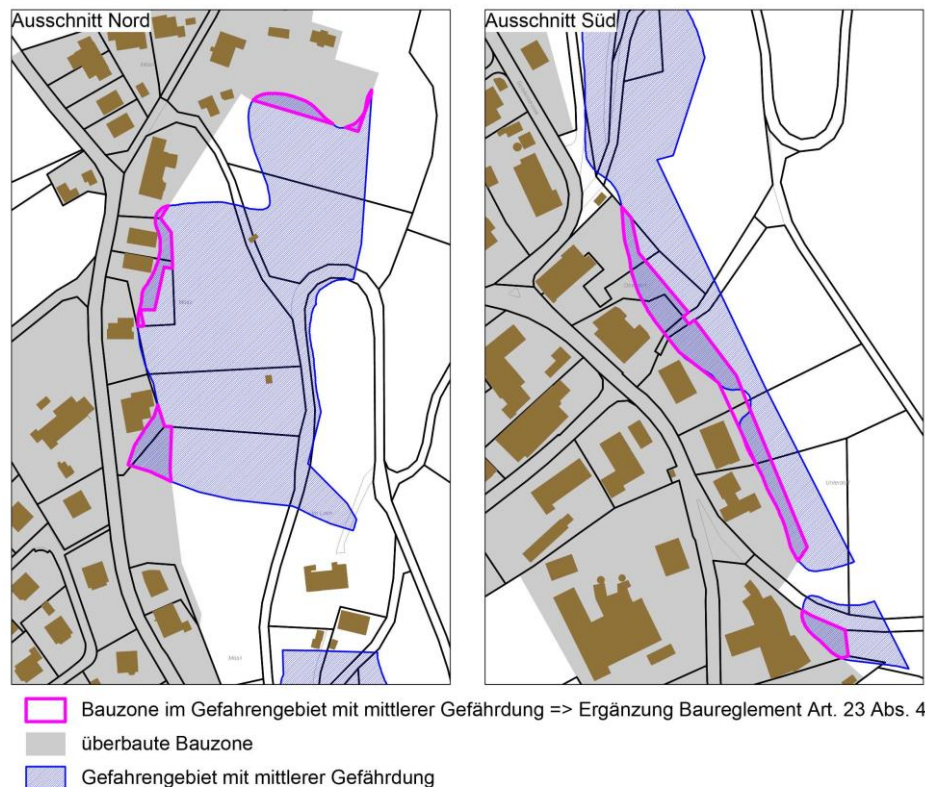 Ausschnitt Nord
Ausschnitt Süd
Bauzone im Gefahrengebiet mit mittlerer Gefährdung => Ergänzung Baureglement Art. 23 Abs. 4
überbaute Bauzone
Gefahrengebiet mit mittlerer Gefährdung